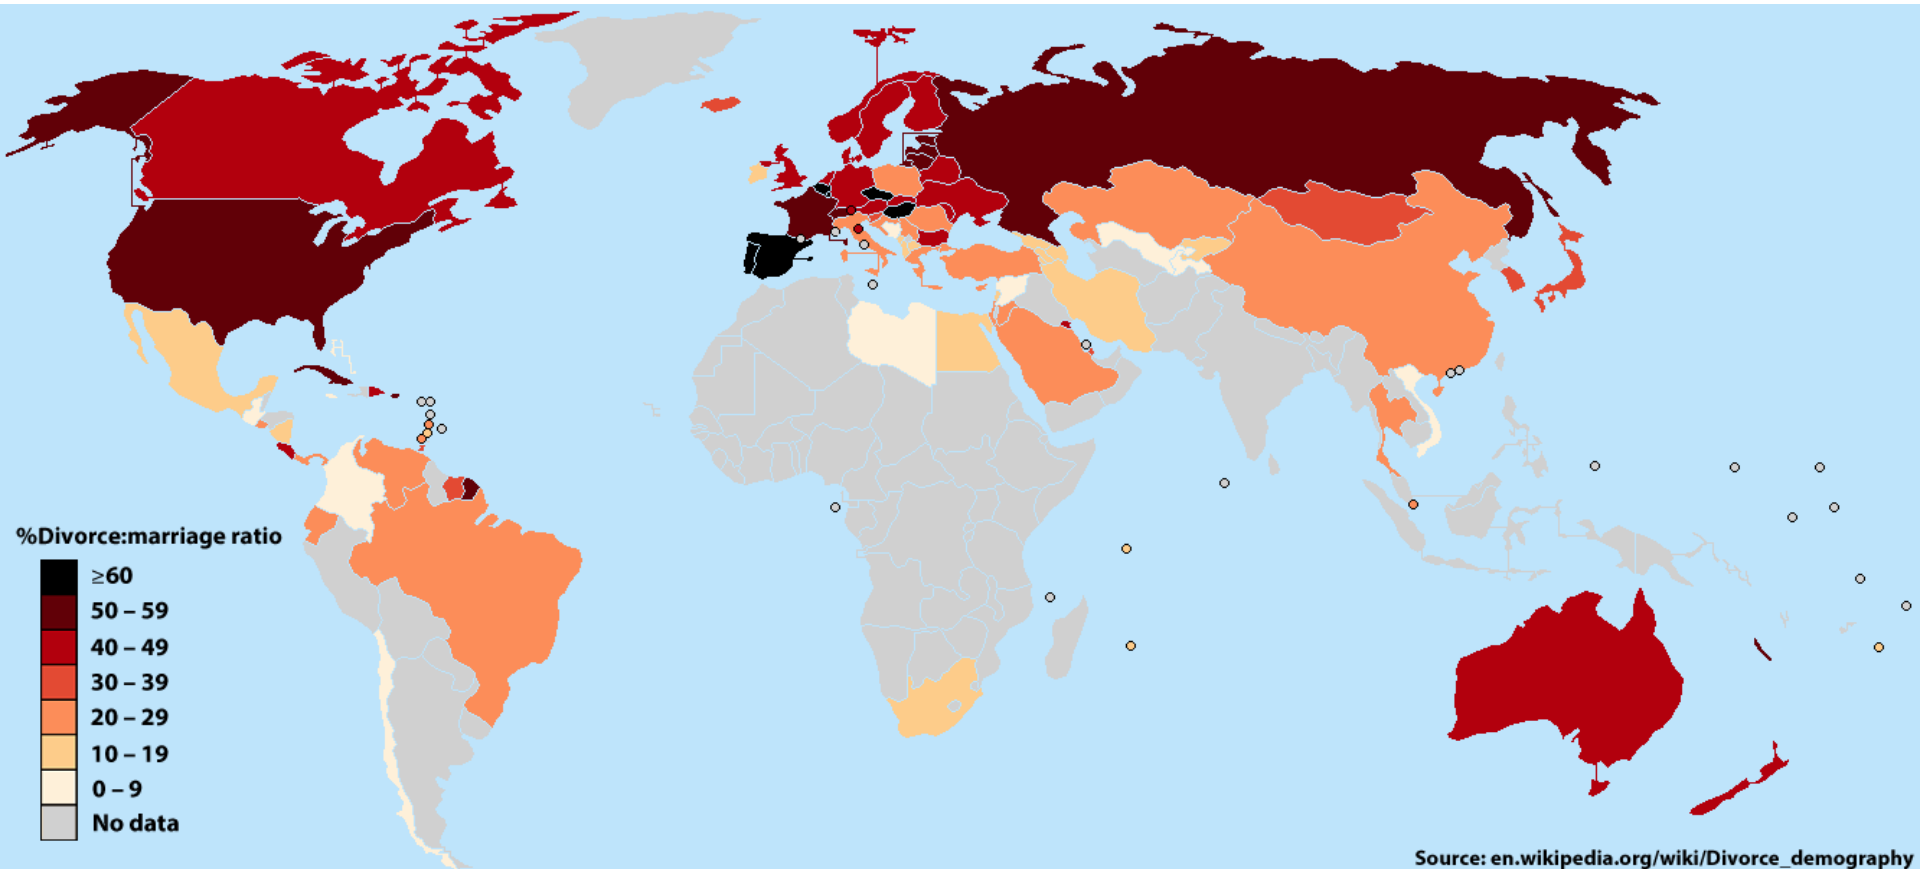 %Divorce:marriage ratio
≥60
50 – 59
40 – 49
30 – 39
20 – 29
10 – 19
0 – 9
No data
Source: en.wikipedia.org/wiki/Divorce_demography